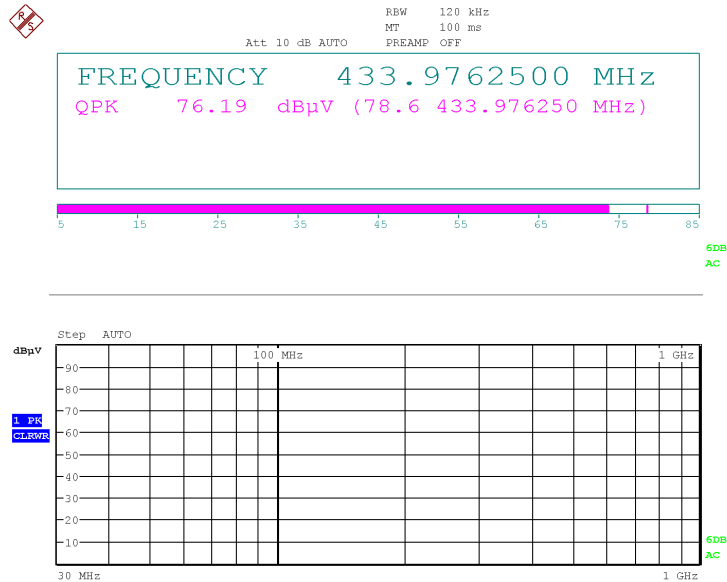 R S
RBW 120 kHz
MT 100 ms
Att 10 dB AUTO PREAMP OFF
FREQUENCY 433.9762500 MHz
QPK 76.19 dBµV (78.6 433.976250 MHz)
5 15 25 35 45 55 65 75 85
6DB
AC
Step AUTO
dBµV
100 MHz 1 GHz
90
80
70
1 PK
60
CLRWR
50
40
30
20
10
6DB
AC
30 MHz 1 GHz